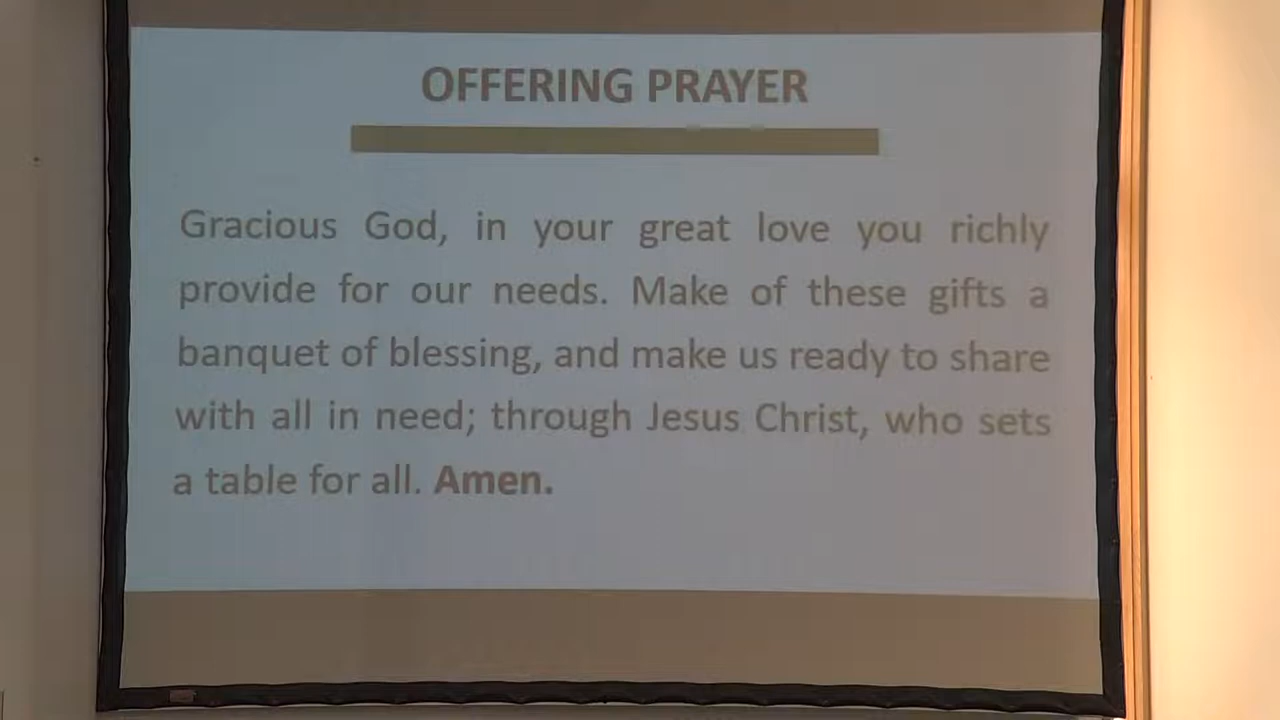 OFFERING PRAYER
Gracious God, in your great love you richly
provide for our needs. Make of these gifts a
banquet of blessing, and make us ready to share
with all in need; through Jesus Christ, who sets
a table for all. Amen.